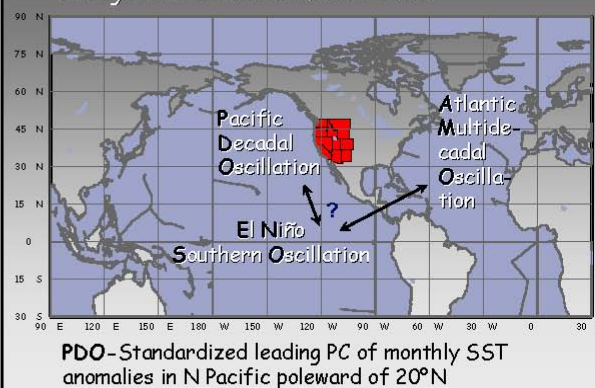 90 N
75 N
60 N
45 N
30 N
15 N
0
15 S
30 S
Pacific
Decadal
Oscillation
Atlantic
Multide-
cadal
Oscilla-
tion
?
El Niño
Southern Oscillation
90 E 120 E 150 E 180 W 150 W 120 W 90 W 60 W 30 W 0 30
PDO-Standardized leading PC of monthly SST
anomalies in N Pacific poleward of 20ºN